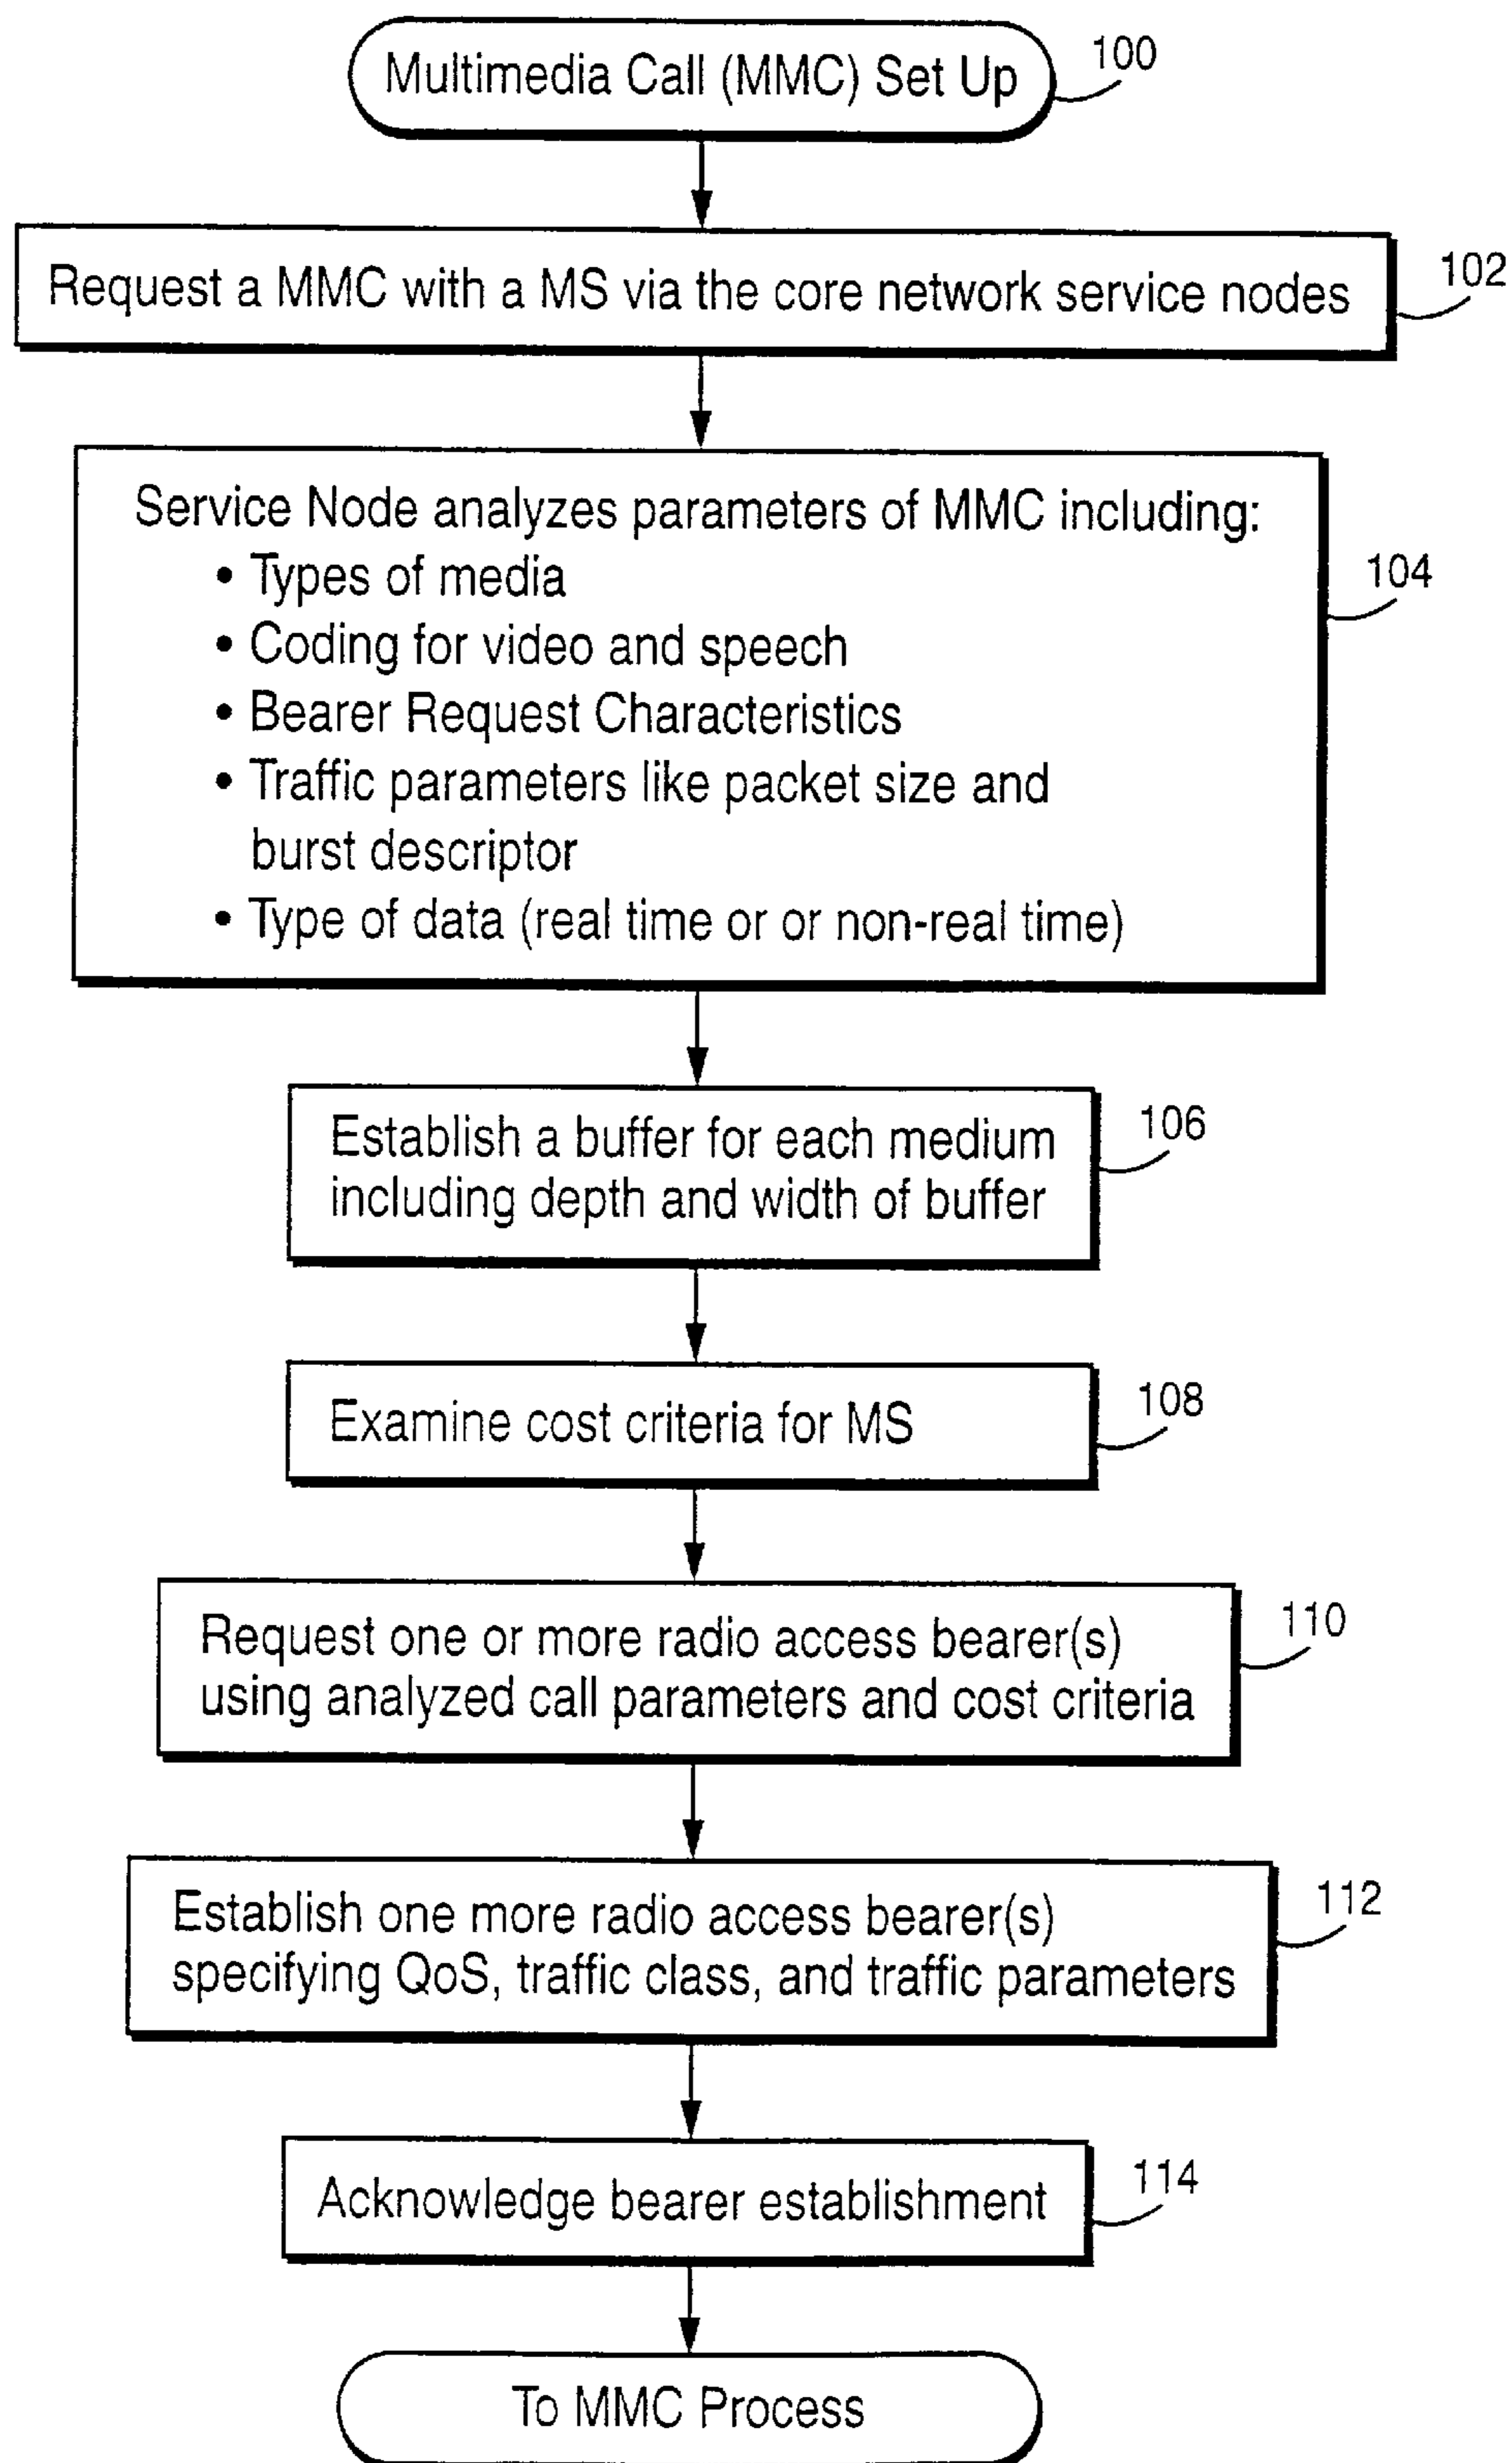 Multimedia Call (MMC) Set Up
100
Request a MMC with a MS via the core network service nodes
102
Service Node analyzes parameters of MMC including:
• Types of media
• Coding for video and speech
• Bearer Request Characteristics
• Traffic parameters like packet size and
burst descriptor
• Type of data (real time or or non-real time)
104
Establish a buffer for each medium
including depth and width of buffer
106
Examine cost criteria for MS
108
Request one or more radio access bearer(s)
using analyzed call parameters and cost criteria
110
Establish one more radio access bearer(s)
specifying QoS, traffic class, and traffic parameters
112
Acknowledge bearer establishment
114
To MMC Process